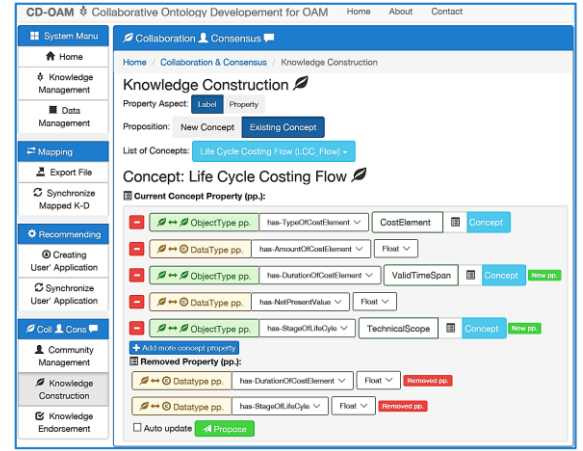 CD-OAM Collaborative Ontology Developement for OAM Home About Contact
System Manu
Home
Knowledge Management
Data Management
Mapping
Export File
Synchronize Mapped K-D
Recommending
Creating User' Application
Synchronize User' Application
Coll & Cons
Community Management
Knowledge Construction
Knowledge Endorsement
Collaboration Consensus
Home / Collaboration & Consensus / Knowledge Construction
Knowledge Construction
Property Aspect: Label Property
Proposition: New Concept Existing Concept
List of Concepts: Life Cycle Costing Flow (LCC_Flow)
Concept: Life Cycle Costing Flow
Current Concept Property (pp.):
ObjectType pp. has-TypeOfCostElement CostElement Concept
DataType pp. has-AmountOfCostElement Float
ObjectType pp. has-DurationOfCostElement ValidTimeSpan Concept New pp.
DataType pp. has-NetPresentValue Float
ObjectType pp. has-StageOfLifeCyle TechnicalScope Concept New pp.
+ Add more concept property
Removed Property (pp.):
Datatype pp. has-DurationOfCostElement Float Removed pp.
Datatype pp. has-StageOfLifeCyle Float Removed pp.
Auto update Propose